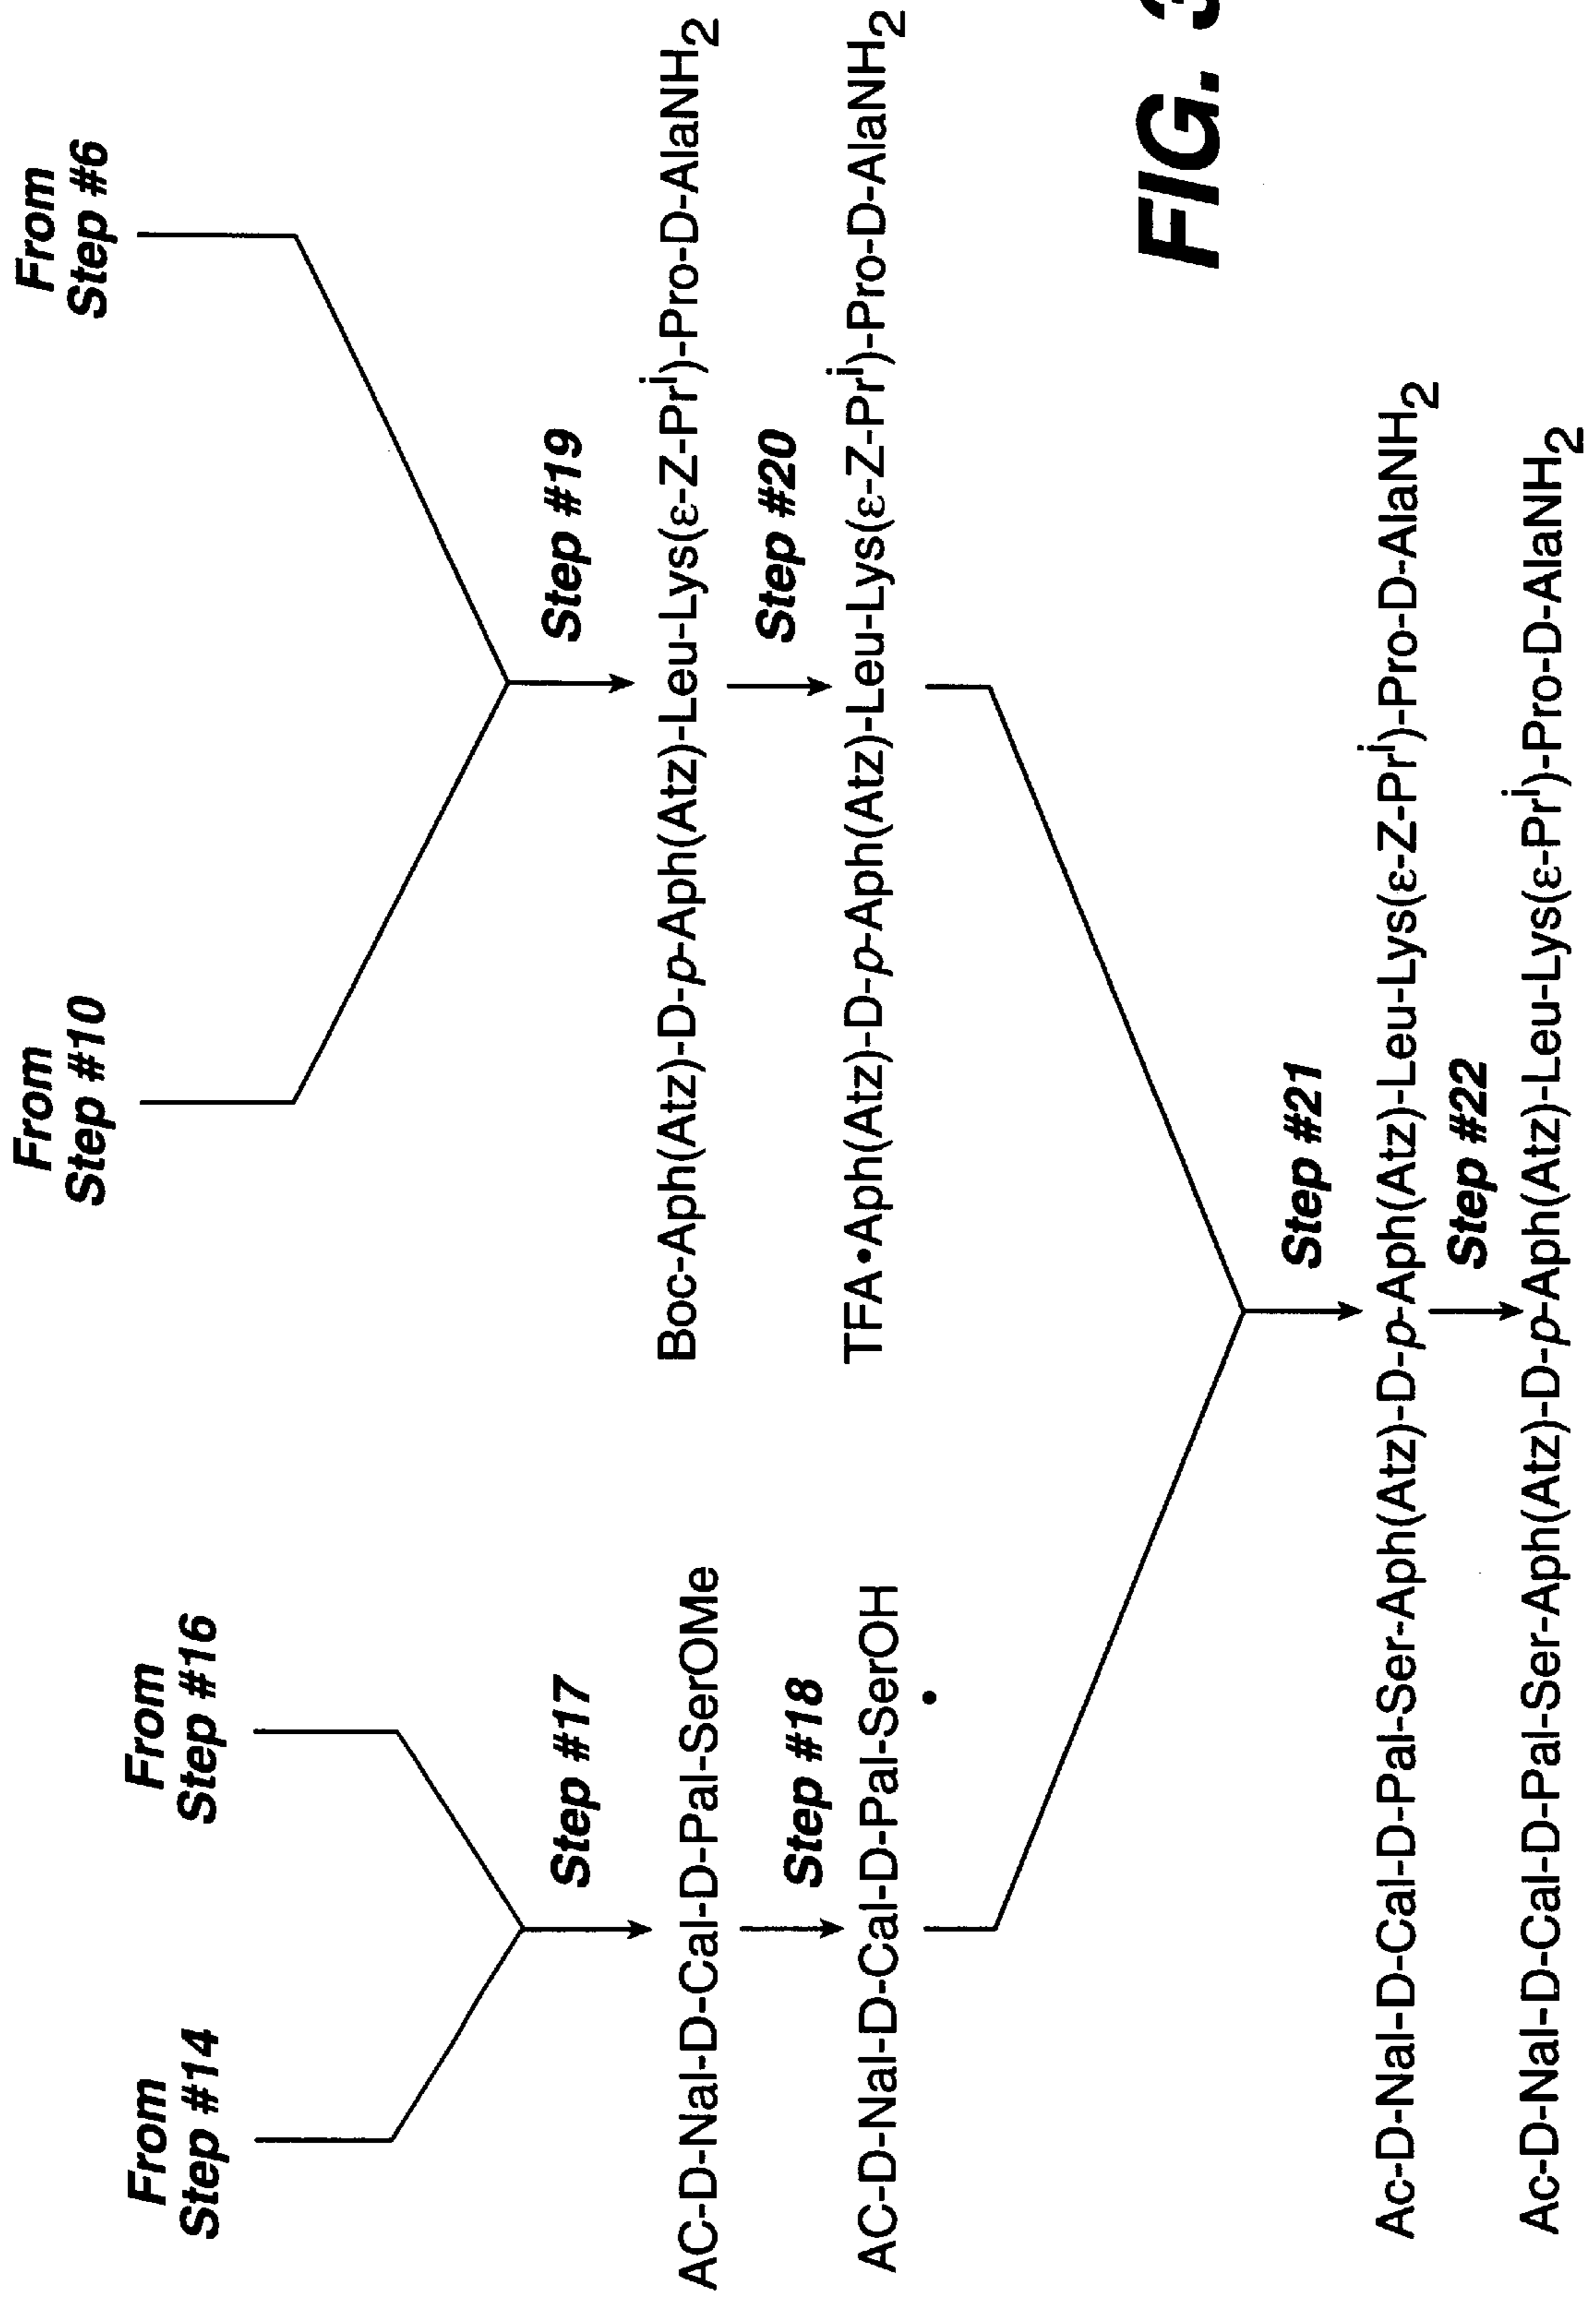 From
Step #14
From
Step #16
From
Step #10
From
Step #6
Step #17
Step #19
AC-D-Nal-D-Cal-D-Pal-SerOMe
Boc-Aph(Atz)-D-p-Aph(Atz)-Leu-Lys(ε-Z-Prⁱ)-Pro-D-AlaNH₂
Step #18
Step #20
AC-D-Nal-D-Cal-D-Pal-SerOH
TFA•Aph(Atz)-D-p-Aph(Atz)-Leu-Lys(ε-Z-Prⁱ)-Pro-D-AlaNH₂
Step #21
Ac-D-Nal-D-Cal-D-Pal-Ser-Aph(Atz)-D-p-Aph(Atz)-Leu-Lys(ε-Z-Prⁱ)-Pro-D-AlaNH₂
Step #22
Ac-D-Nal-D-Cal-D-Pal-Ser-Aph(Atz)-D-p-Aph(Atz)-Leu-Lys(ε-Prⁱ)-Pro-D-AlaNH₂
FIG. 3